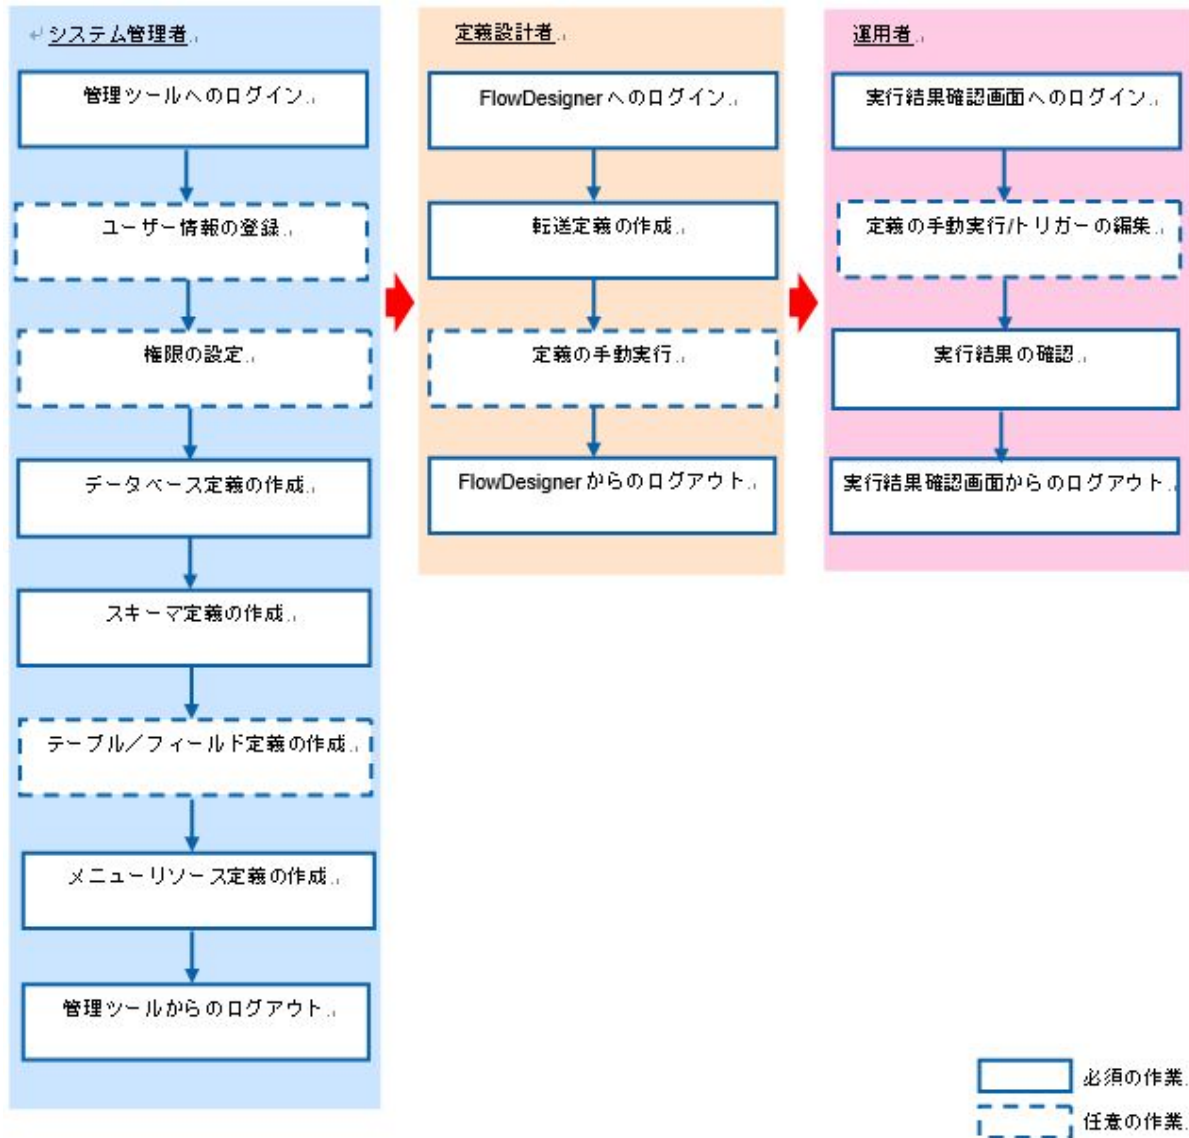 システム管理者
管理ツールへのログイン
ユーザー情報の登録
権限の設定
データベース定義の作成
スキーマ定義の作成
テーブル／フィールド定義の作成
メニューリソース定義の作成
管理ツールからのログアウト
定義設計者
FlowDesignerへのログイン
転送定義の作成
定義の手動実行
FlowDesignerからのログアウト
運用者
実行結果確認画面へのログイン
定義の手動実行/トリガーの編集
実行結果の確認
実行結果確認画面からのログアウト
必須の作業
任意の作業